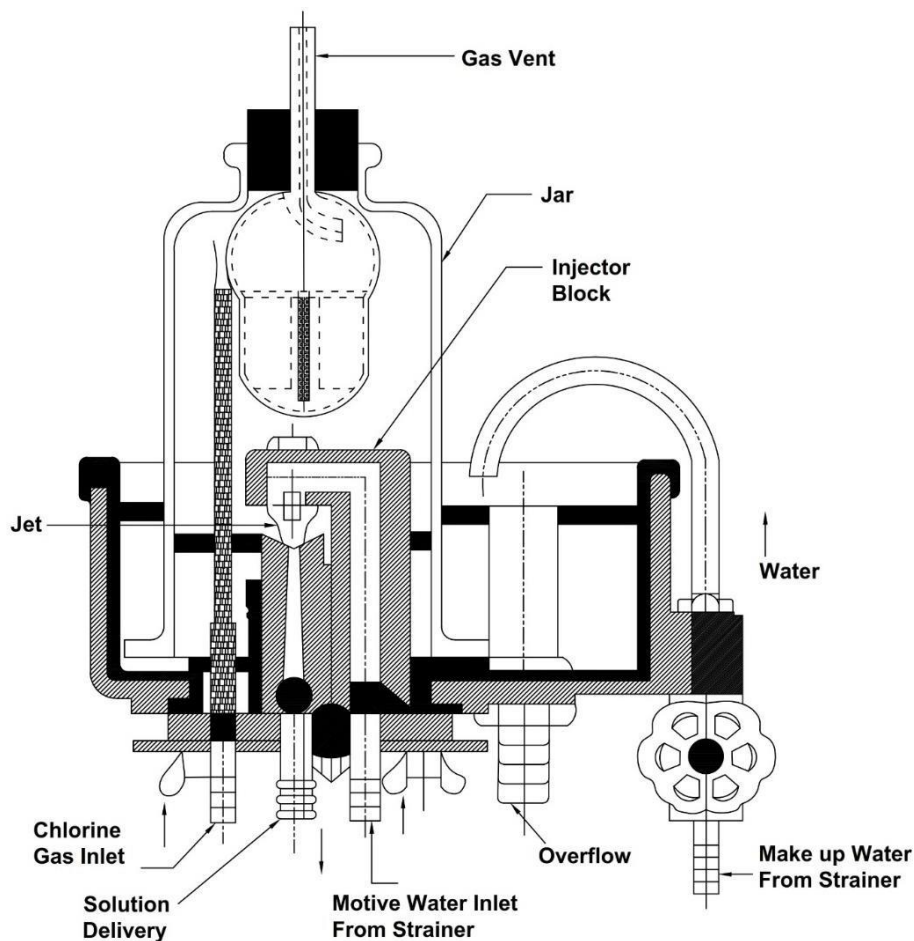 Gas Vent
Jar
Injector
Block
Jet
Water
Chlorine
Gas Inlet
Solution
Delivery
Motive Water Inlet
From Strainer
Overflow
Make up Water
From Strainer